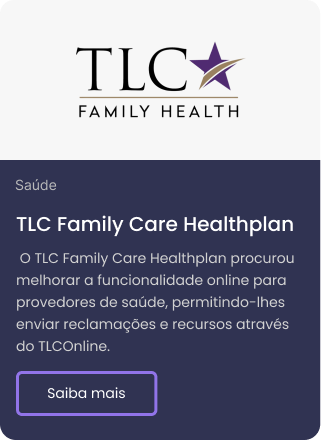 TLC
FAMILY HEALTH
Saúde
TLC Family Care Healthplan
O TLC Family Care Healthplan procurou
melhorar a funcionalidade online para
provedores de saúde, permitindo-lhes
enviar reclamações e recursos através
do TLCOnline.
Saiba mais